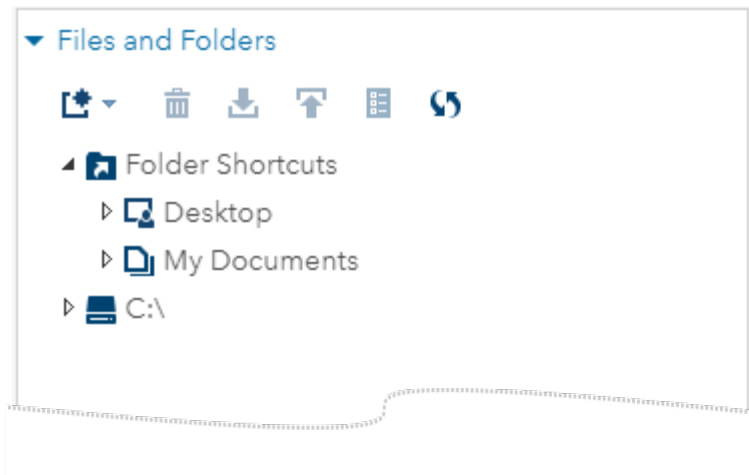 Files and Folders
Folder Shortcuts
Desktop
My Documents
C:\